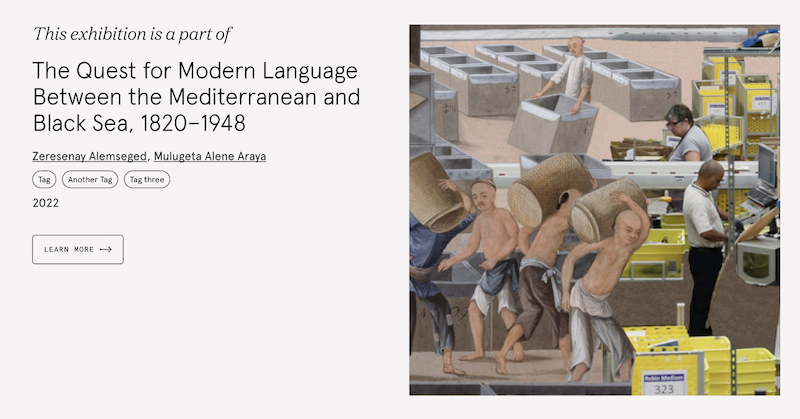 This exhibition is a part of
The Quest for Modern Language
Between the Mediterranean and
Black Sea, 1820–1948
Zeresenay Alemseged, Mulugeta Alene Araya
Tag Another Tag Tag three
2022
LEARN MORE
Robin Medium
323